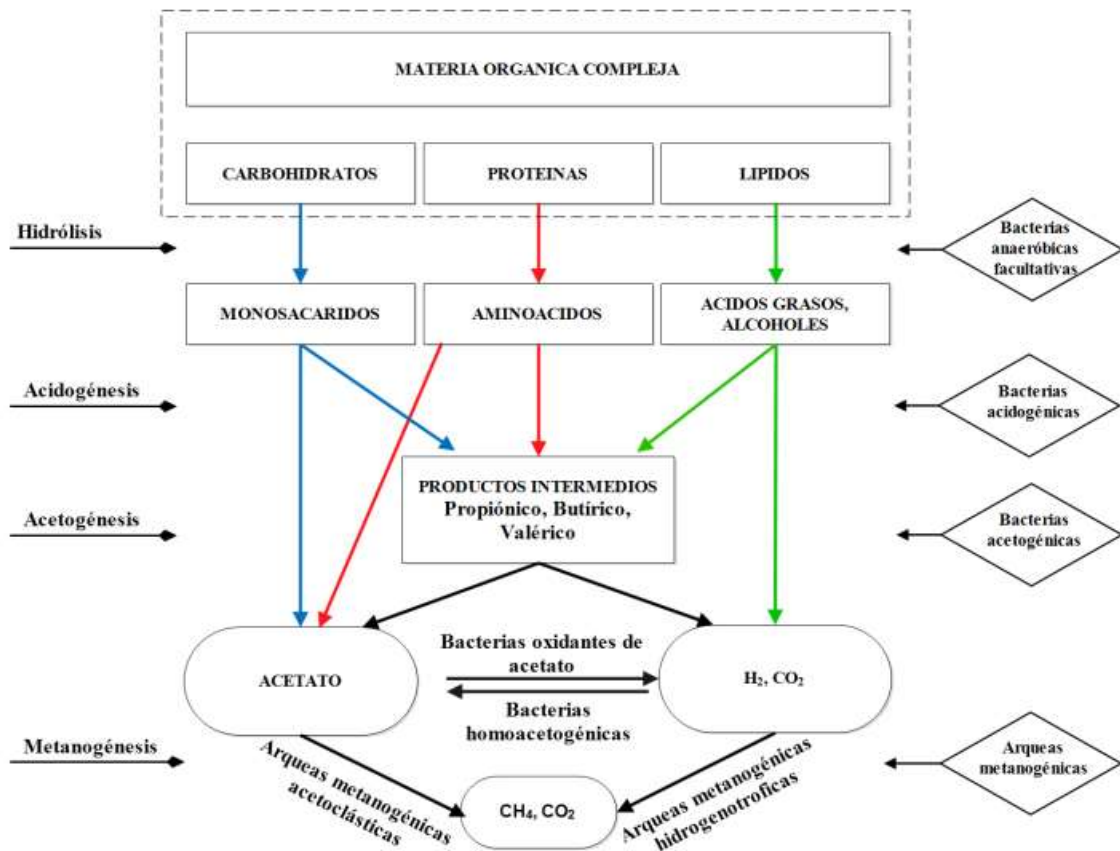 MATERIA ORGANICA COMPLEJA
CARBOHIDRATOS
PROTEINAS
LIPIDOS
Hidrólisis
Bacterias
anaeróbicas
facultativas
MONOSACARIDOS
AMINOACIDOS
ACIDOS GRASOS,
ALCOHOLES
Acidogénesis
Bacterias
acidogénicas
PRODUCTOS INTERMEDIOS
Propiónico, Butírico,
Valérico
Acetogénesis
Bacterias
acetogénicas
ACETATO
Bacterias oxidantes de
acetato
Bacterias
homoacetogénicas
H₂, CO₂
Metanogénesis
Arqueas metanogénicas
acetoclásticas
CH₄, CO₂
Arqueas metanogénicas
hidrogenotroficas
Arqueas
metanogénicas